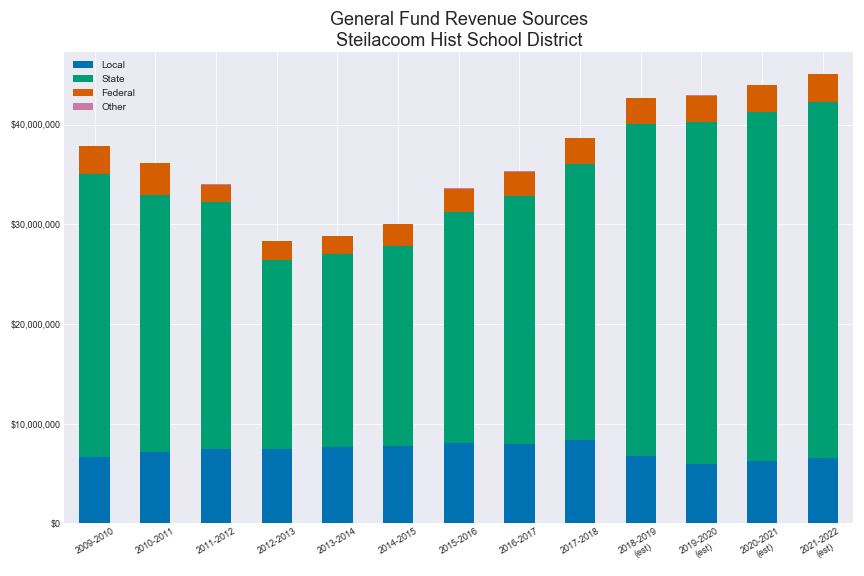 General Fund Revenue Sources
Steilacoom Hist School District
Local
State
Federal
Other
$40,000,000
$30,000,000
$20,000,000
$10,000,000
$0
2009-2010
2010-2011
2011-2012
2012-2013
2013-2014
2014-2015
2015-2016
2016-2017
2017-2018
2018-2019
(est)
2019-2020
(est)
2020-2021
(est)
2021-2022
(est)